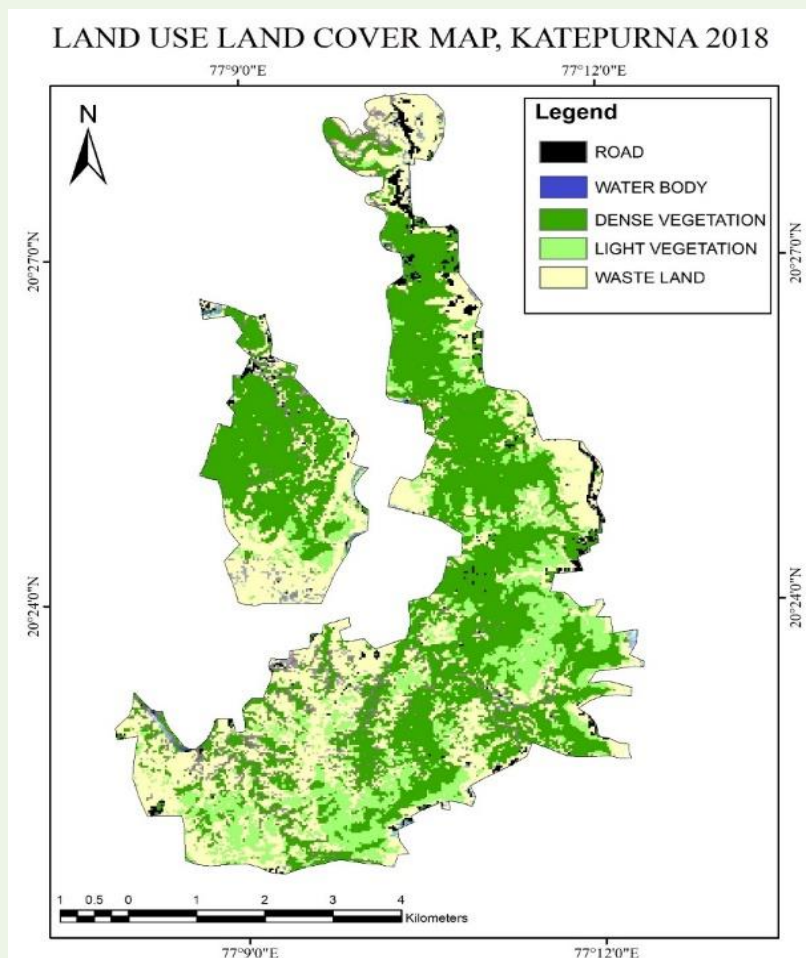 LAND USE LAND COVER MAP, KATEPURNA 2018
77°9'0"E 77°12'0"E
N
Legend
ROAD
WATER BODY
DENSE VEGETATION
LIGHT VEGETATION
WASTE LAND
20°27'0"N 20°27'0"N
20°24'0"N 20°24'0"N
1 0.5 0 1 2 3 4
Kilometers
77°9'0"E 77°12'0"E